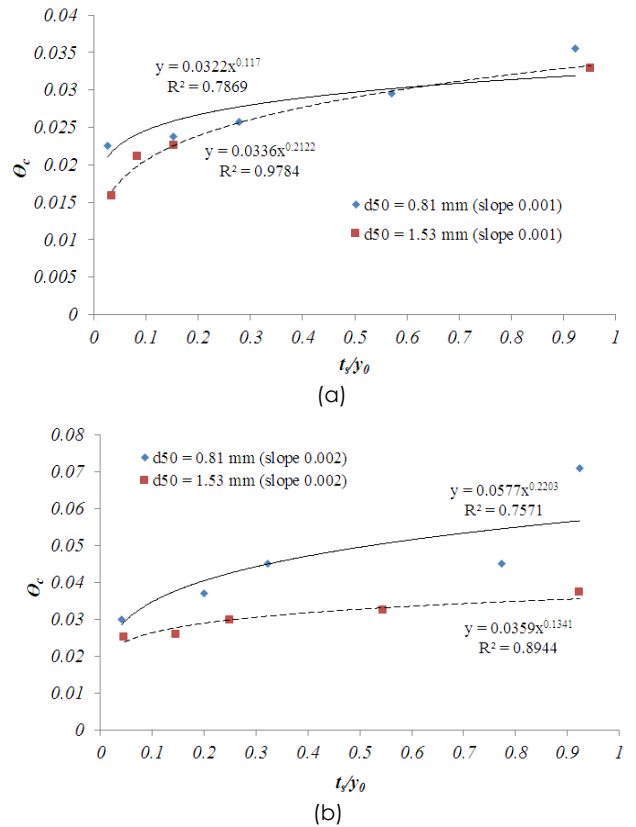 0.04
0.035
0.03
0.025
0.02
0.015
0.01
0.005
0
Θc
y = 0.0322x^0.117
R² = 0.7869
y = 0.0336x^0.2122
R² = 0.9784
d50 = 0.81 mm (slope 0.001)
d50 = 1.53 mm (slope 0.001)
0 0.1 0.2 0.3 0.4 0.5 0.6 0.7 0.8 0.9 1
ts/y0
(a)
0.08
0.07
0.06
0.05
0.04
0.03
0.02
0.01
0
Θc
d50 = 0.81 mm (slope 0.002)
d50 = 1.53 mm (slope 0.002)
y = 0.0577x^0.2203
R² = 0.7571
y = 0.0359x^0.1341
R² = 0.8944
0 0.1 0.2 0.3 0.4 0.5 0.6 0.7 0.8 0.9 1
ts/y0
(b)